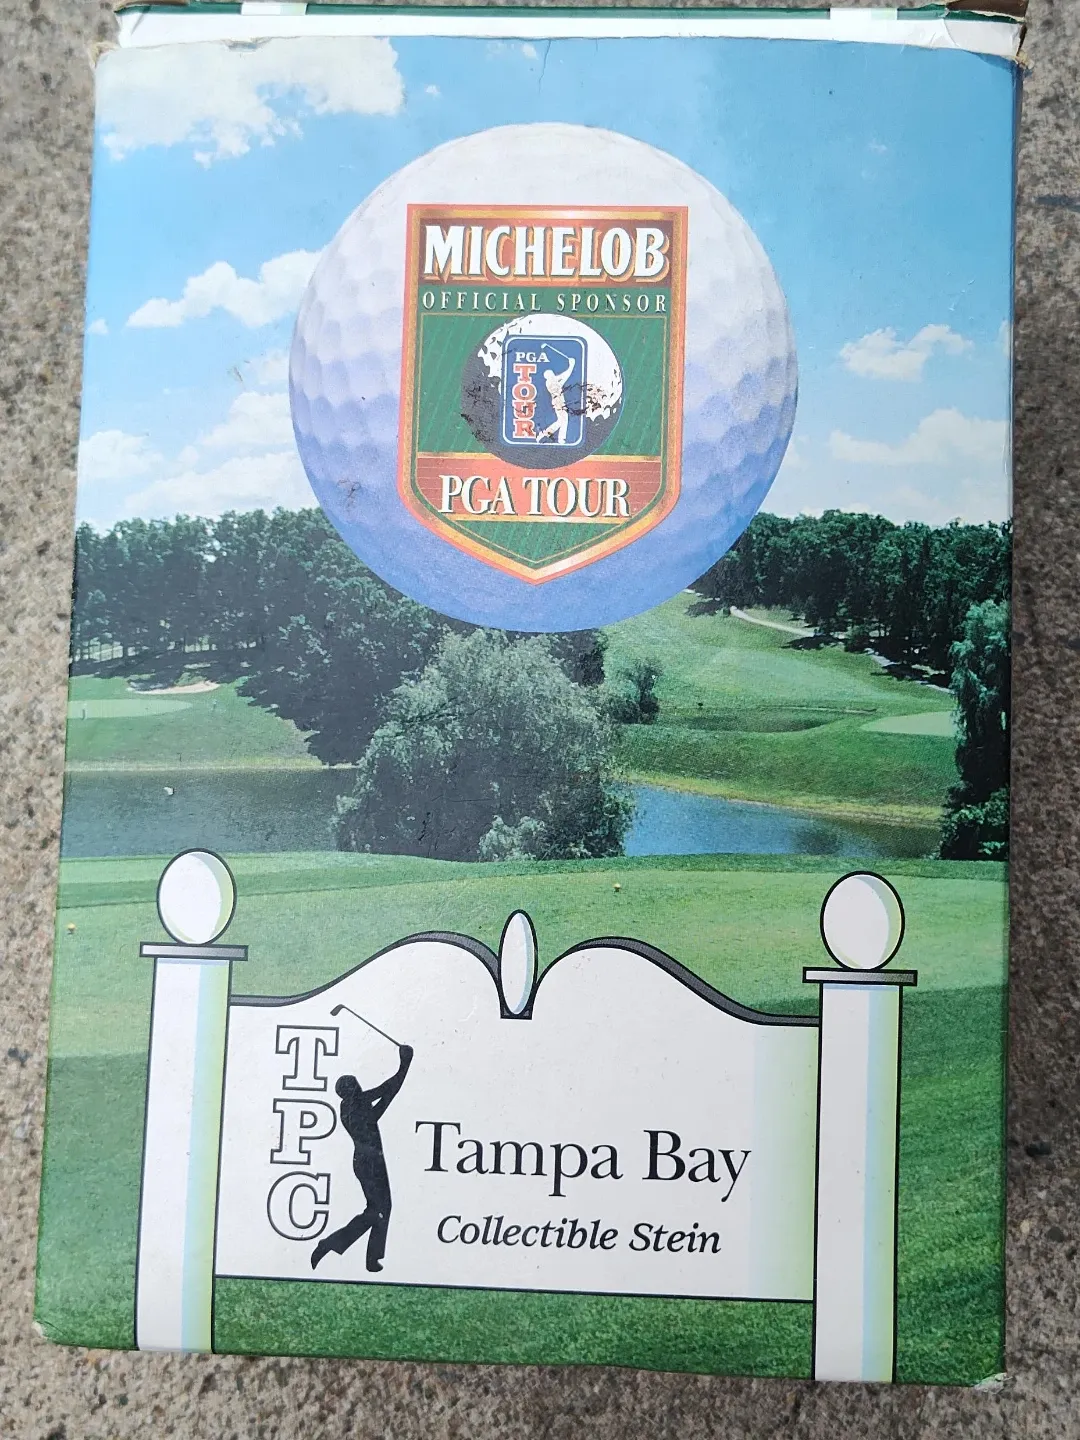 MICHELOB
OFFICIAL SPONSOR
PGA
TOUR
PGA TOUR
TPC
Tampa Bay
Collectible Stein